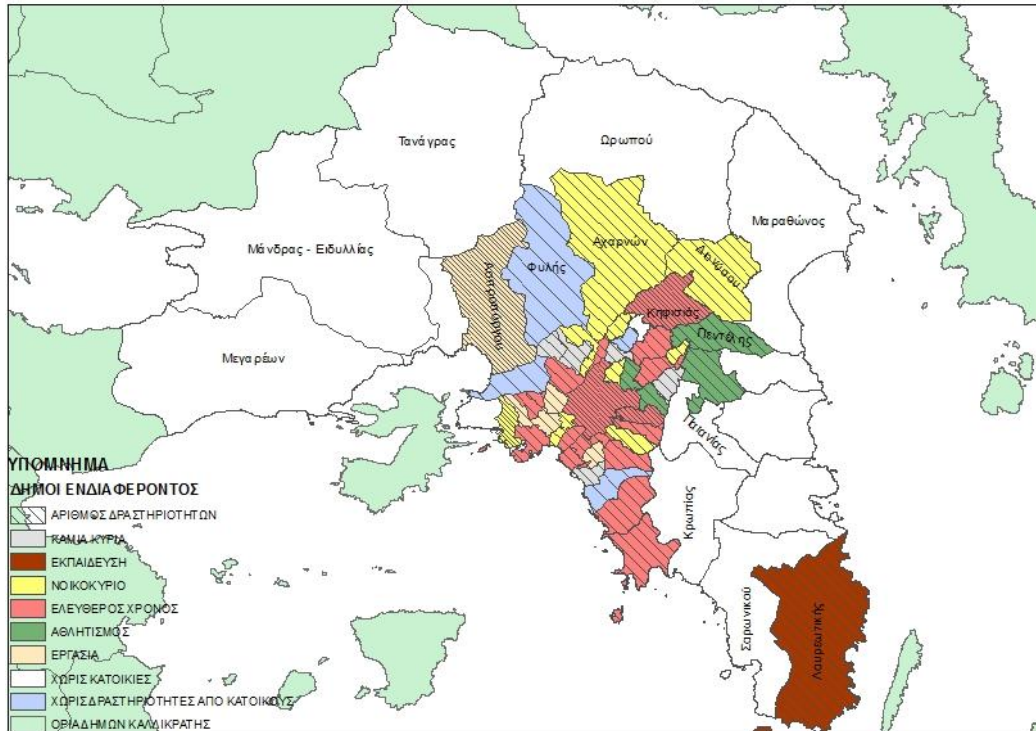 Τανάγρας
Ωρωπού
Μαραθώνος
Μάνδρας - Ειδυλλίας
Φυλής
Αχαρνών
Διονύσου
Ασπροπύργου
Κηφισιάς
Πεντέλης
Μεγαρέων
Παιανίας
Κρωπίας
Σαρωνικού
Λαυρεωτικής
ΥΠΟΜΝΗΜΑ
ΔΗΜΟΙ ΕΝΔΙΑΦΕΡΟΝΤΟΣ
ΑΡΙΘΜΟΣ ΔΡΑΣΤΗΡΙΟΤΗΤΩΝ
ΚΑΜΙΑ ΚΥΡΙΑ
ΕΚΠΑΙΔΕΥΣΗ
ΝΟΙΚΟΚΥΡΙΟ
ΕΛΕΥΘΕΡΟΣ ΧΡΟΝΟΣ
ΑΘΛΗΤΙΣΜΟΣ
ΕΡΓΑΣΙΑ
ΧΩΡΙΣ ΚΑΤΟΙΚΙΕΣ
ΧΩΡΙΣ ΔΡΑΣΤΗΡΙΟΤΗΤΕΣ ΑΠΟ ΚΑΤΟΙΚΟΥΣ
ΟΡΙΑ ΔΗΜΩΝ ΚΑΛΛΙΚΡΑΤΗΣ